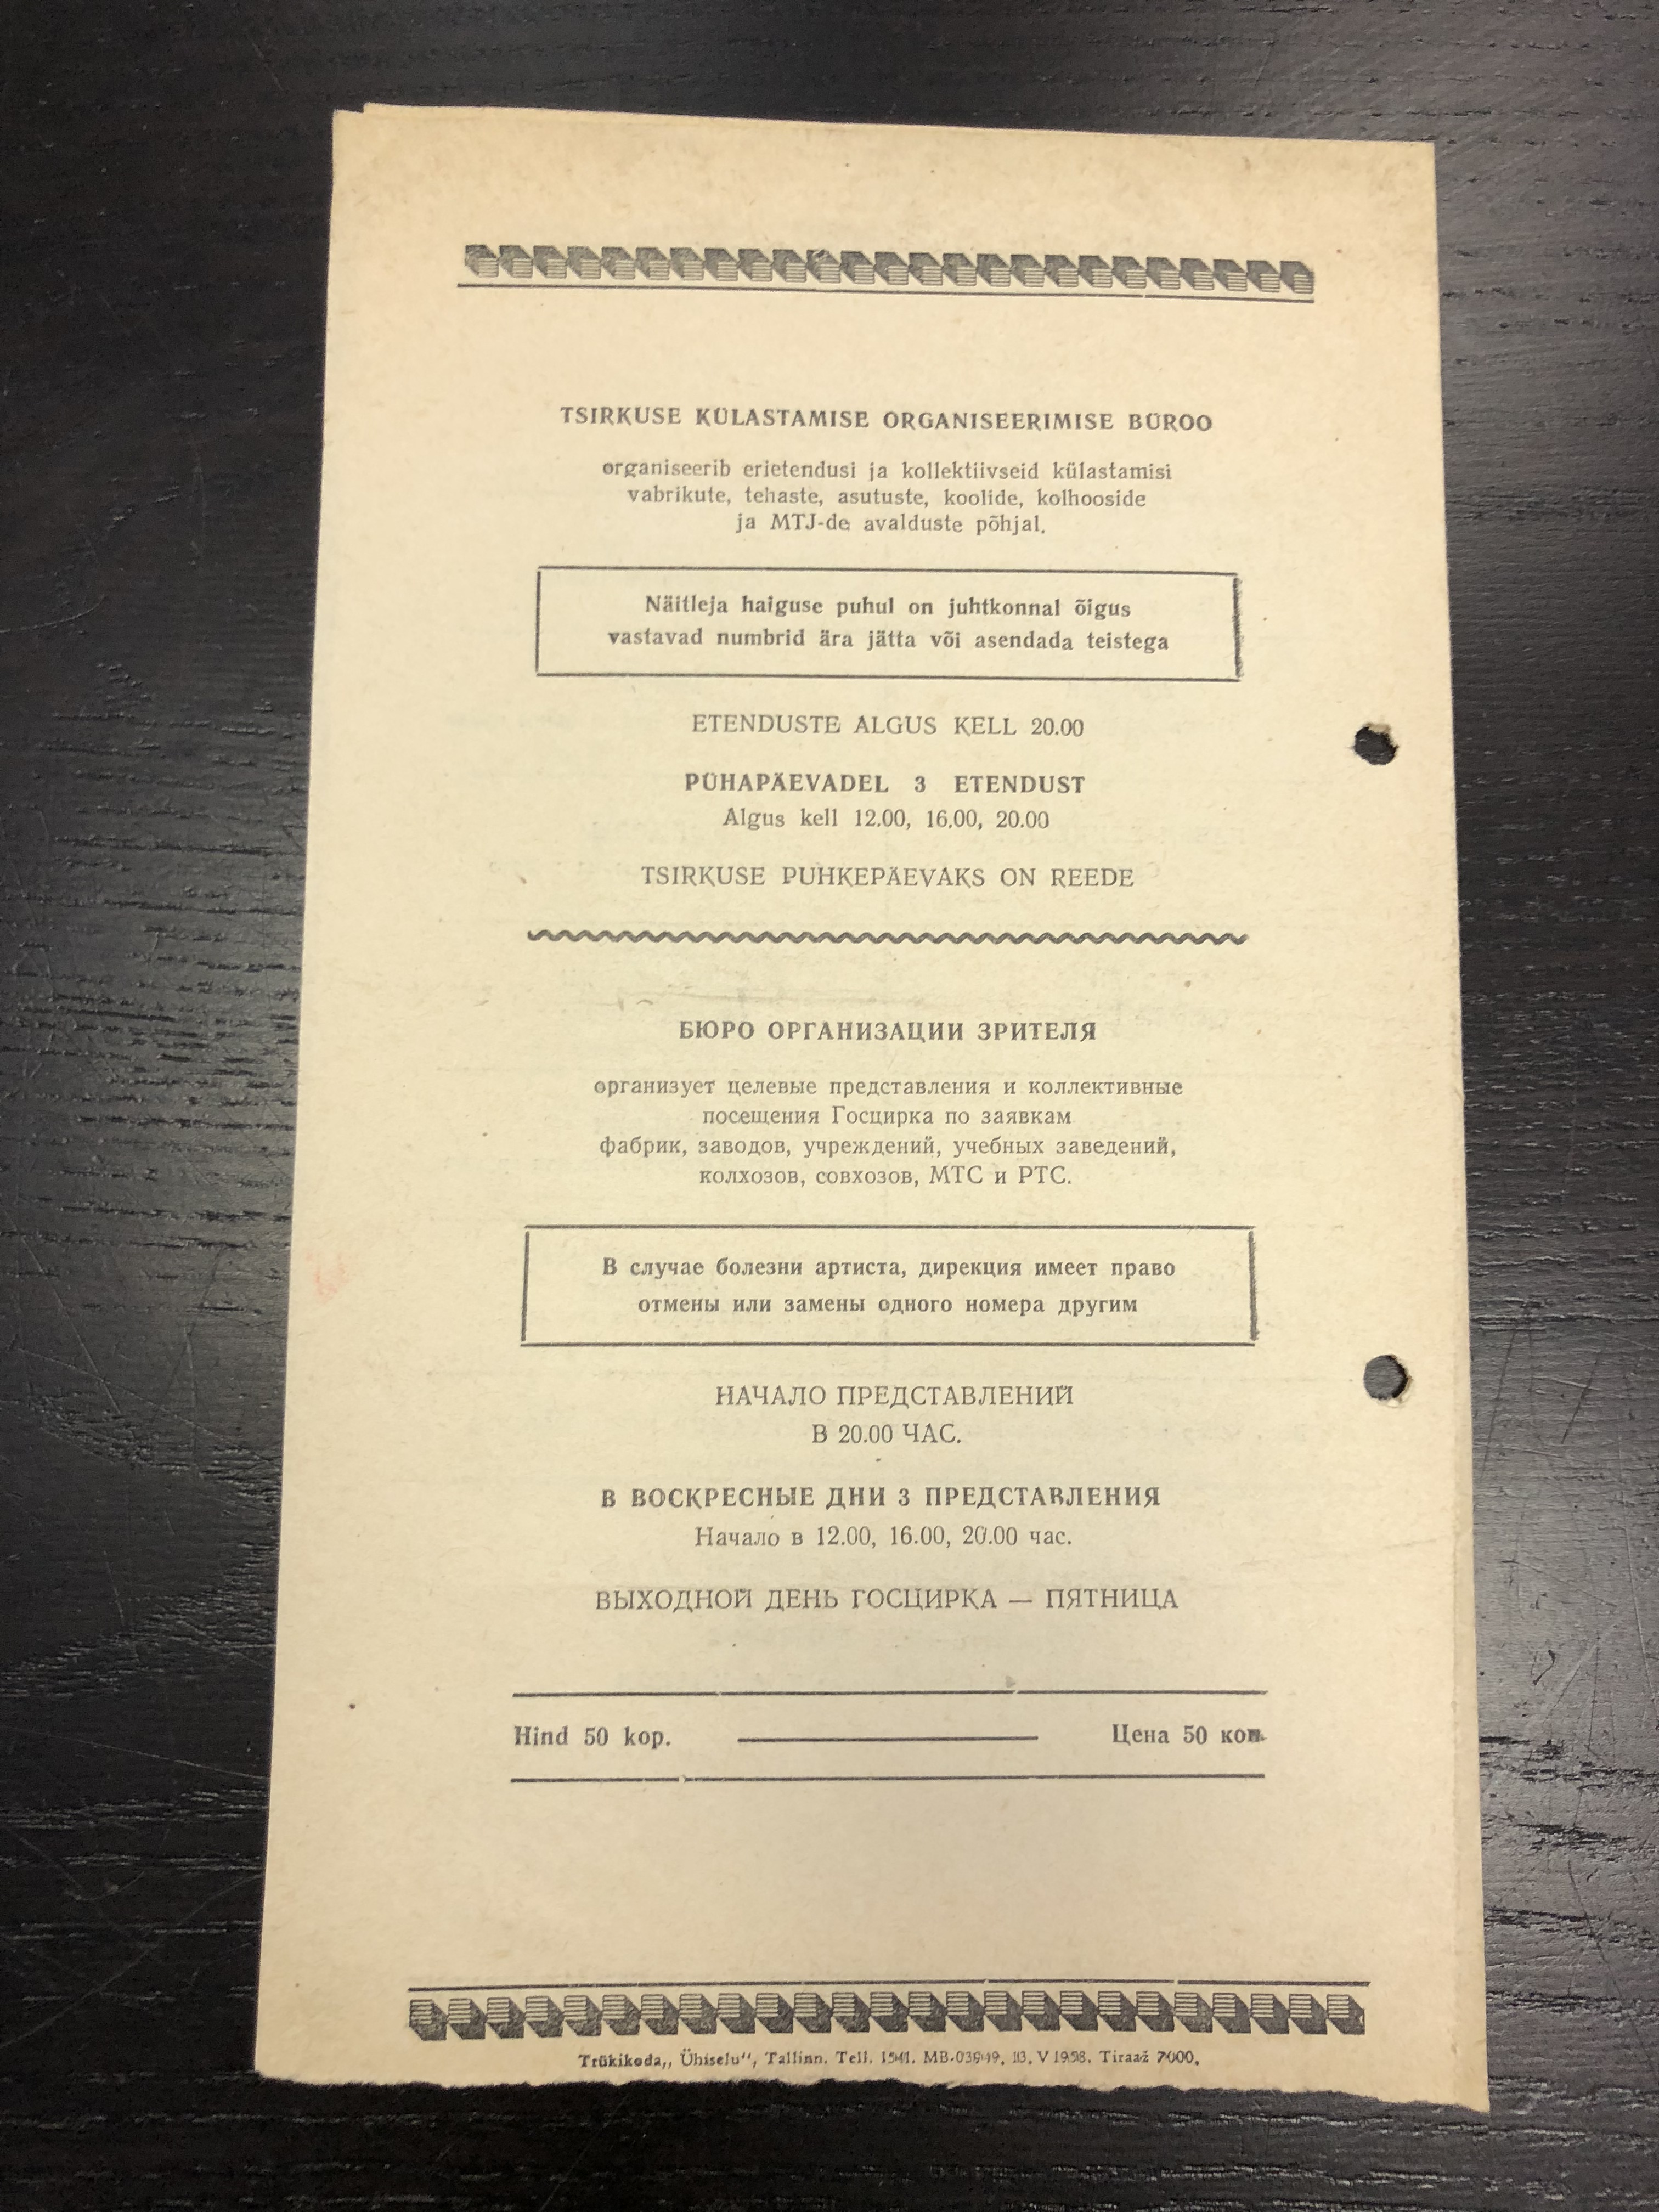 TSIRKUSE KÜLASTAMISE ORGANISEERIMISE BÜROO
organiseerib erietendusi ja kollektiivseid külastamisi
vabrikute, tehaste, asutuste, koolide, kolhooside
ja MTJ-de avalduste põhjal.
Näitleja haiguse puhul on juhtkonnal õigus
vastavad numbrid ära jätta või asendada teistega
ETENDUSTE ALGUS KELL 20.00
PÜHAPÄEVADEL 3 ETENDUST
Algus kell 12.00, 16.00, 20.00
TSIRKUSE PUHKEPÄEVAKS ON REEDE
БЮРО ОРГАНИЗАЦИИ ЗРИТЕЛЯ
организует целевые представления и коллективные
посещения Госцирка по заявкам
фабрик, заводов, учреждений, учебных заведений,
колхозов, совхозов, МТС и РТС.
В случае болезни артиста, дирекция имеет право
отмены или замены одного номера другим
НАЧАЛО ПРЕДСТАВЛЕНИЙ
В 20.00 ЧАС.
В ВОСКРЕСНЫЕ ДНИ 3 ПРЕДСТАВЛЕНИЯ
Начало в 12.00, 16.00, 20.00 час.
ВЫХОДНОЙ ДЕНЬ ГОСЦИРКА — ПЯТНИЦА
Hind 50 kop. Цена 50 коп.
Trükikoda,, Ühiselu“, Tallinn. Tell. 1541. V 1958. Tiraaž 7000.